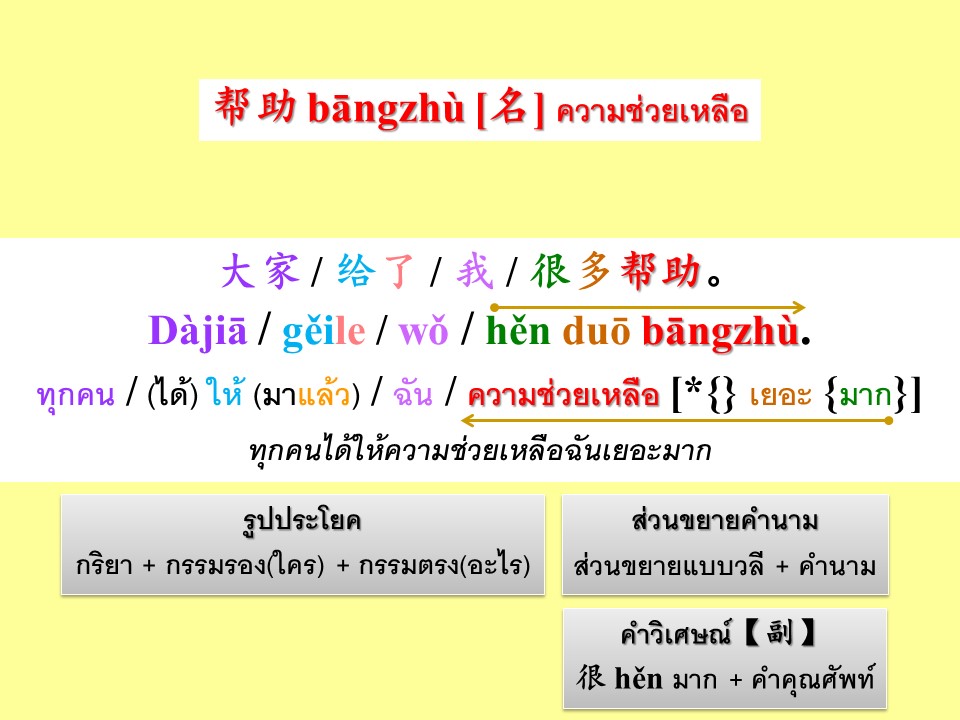 帮助 bāngzhù [名] ความช่วยเหลือ
大家 / 给了 / 我 / 很多帮助。
Dàjiā / gěile / wǒ / hěn duō bāngzhù.
ทุกคน / (ได้) ให้ (มาแล้ว) / ฉัน / ความช่วยเหลือ [*{} เยอะ {มาก}]
ทุกคนได้ให้ความช่วยเหลือฉันเยอะมาก
รูปประโยค
กริยา + กรรมรอง(ใคร) + กรรมตรง(อะไร)
ส่วนขยายคำนาม
ส่วนขยายแบบวลี + คำนาม
คำวิเศษณ์【副】
很 hěn มาก + คำคุณศัพท์